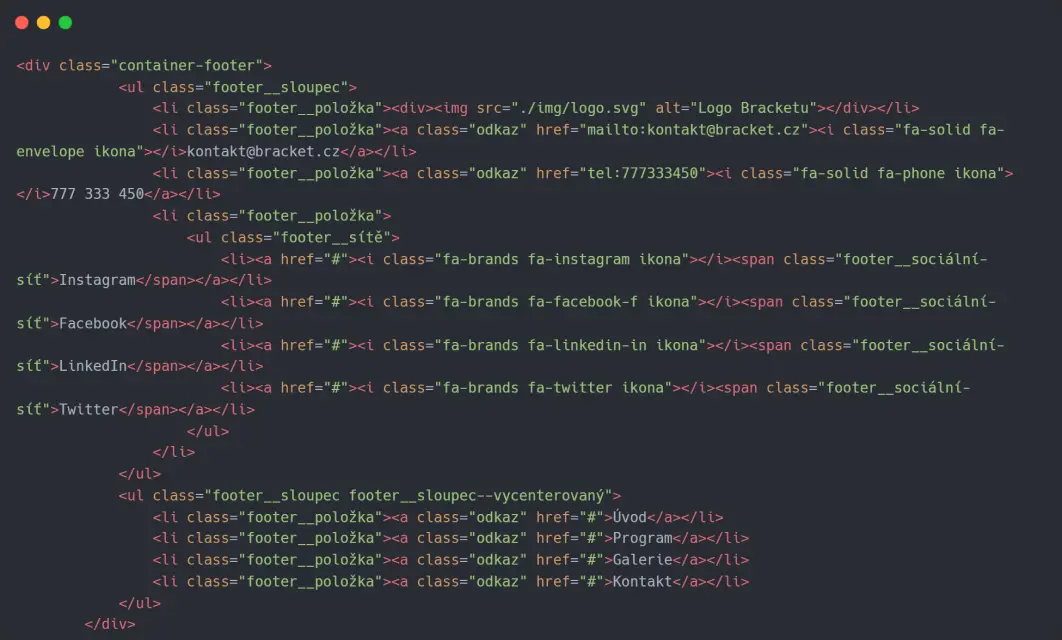 <div class="container-footer">
<ul class="footer__sloupec">
<li class="footer__položka"><div><img src="./img/logo.svg" alt="Logo Bracketu"></div></li>
<li class="footer__položka"><a class="odkaz" href="mailto:kontakt@bracket.cz"><i class="fa-solid fa-
envelope ikona"></i>kontakt@bracket.cz</a></li>
<li class="footer__položka"><a class="odkaz" href="tel:777333450"><i class="fa-solid fa-phone ikona">
</i>777 333 450</a></li>
<li class="footer__položka">
<ul class="footer__sítě">
<li><a href="#"><i class="fa-brands fa-instagram ikona"></i><span class="footer__sociální-
síť">Instagram</span></a></li>
<li><a href="#"><i class="fa-brands fa-facebook-f ikona"></i><span class="footer__sociální-
síť">Facebook</span></a></li>
<li><a href="#"><i class="fa-brands fa-linkedin-in ikona"></i><span class="footer__sociální-
síť">LinkedIn</span></a></li>
<li><a href="#"><i class="fa-brands fa-twitter ikona"></i><span class="footer__sociální-
síť">Twitter</span></a></li>
</ul>
</li>
</ul>
<ul class="footer__sloupec footer__sloupec--vycenterovaný">
<li class="footer__položka"><a class="odkaz" href="#">Úvod</a></li>
<li class="footer__položka"><a class="odkaz" href="#">Program</a></li>
<li class="footer__položka"><a class="odkaz" href="#">Galerie</a></li>
<li class="footer__položka"><a class="odkaz" href="#">Kontakt</a></li>
</ul>
</div>